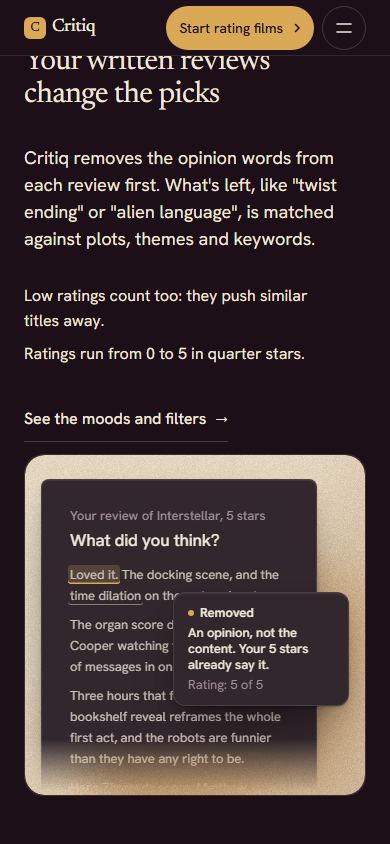 C Critiq
Start rating films
Your written reviews
change the picks
Critiq removes the opinion words from
each review first. What's left, like "twist
ending" or "alien language", is matched
against plots, themes and keywords.
Low ratings count too: they push similar
titles away.
Ratings run from 0 to 5 in quarter stars.
See the moods and filters →
Your review of Interstellar, 5 stars
What did you think?
Loved it. The docking scene, and the
time dilation on the
The organ score
Cooper watching
of messages in on
Three hours that
bookshelf reveal reframes the whole
first act, and the robots are funnier
than they have any right to be.
Removed
An opinion, not the
content. Your 5 stars
already say it.
Rating: 5 of 5